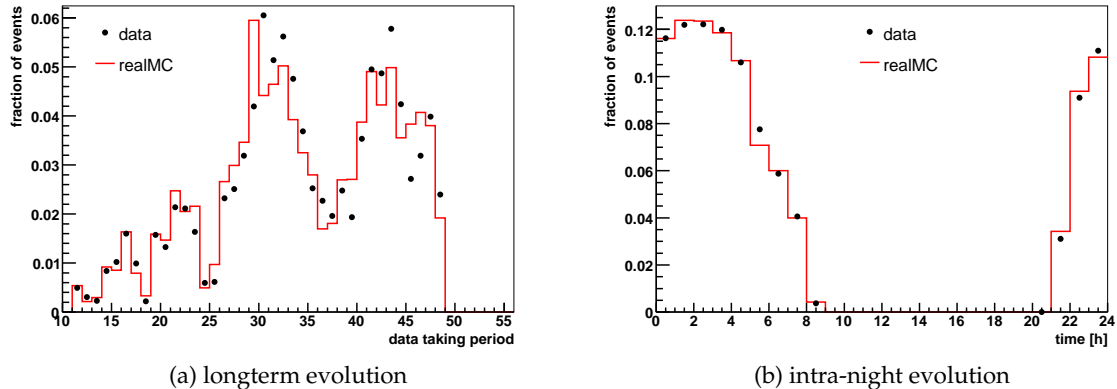 fraction of events
0.06
0.05
0.04
0.03
0.02
0.01
0
data
realMC
10 15 20 25 30 35 40 45 50 55
data taking period
(a) longterm evolution
fraction of events
0.12
0.1
0.08
0.06
0.04
0.02
0
data
realMC
0 2 4 6 8 10 12 14 16 18 20 22 24
time [h]
(b) intra-night evolution